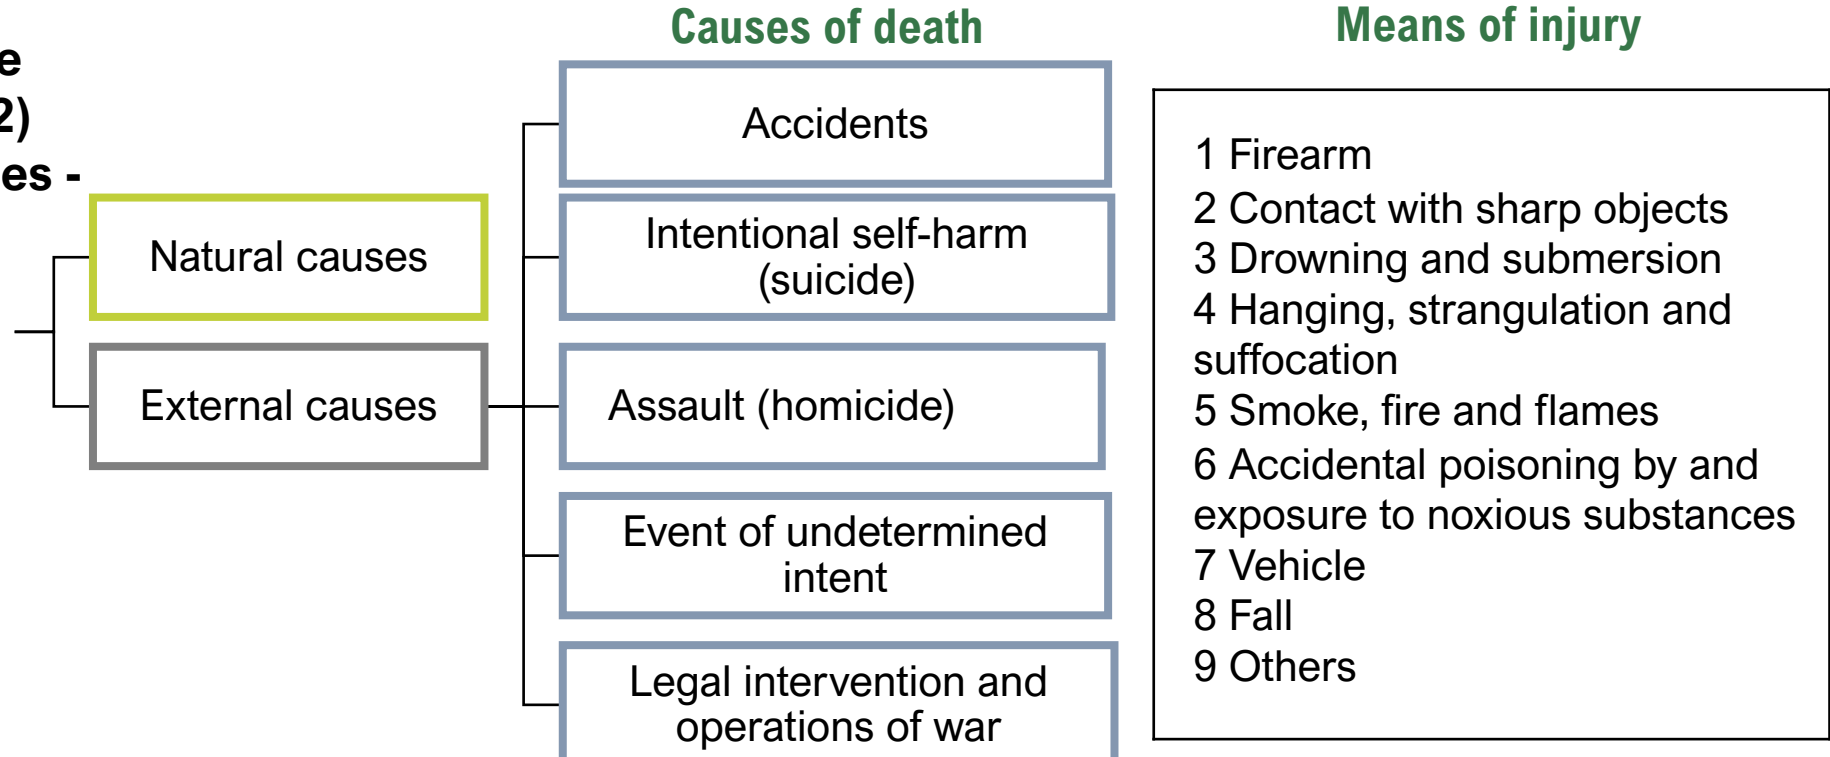 Causes of death
Means of injury
e
2)
es -
Natural causes
External causes
Accidents
Intentional self-harm
(suicide)
Assault (homicide)
Event of undetermined
intent
Legal intervention and
operations of war
1 Firearm
2 Contact with sharp objects
3 Drowning and submersion
4 Hanging, strangulation and
suffocation
5 Smoke, fire and flames
6 Accidental poisoning by and
exposure to noxious substances
7 Vehicle
8 Fall
9 Others